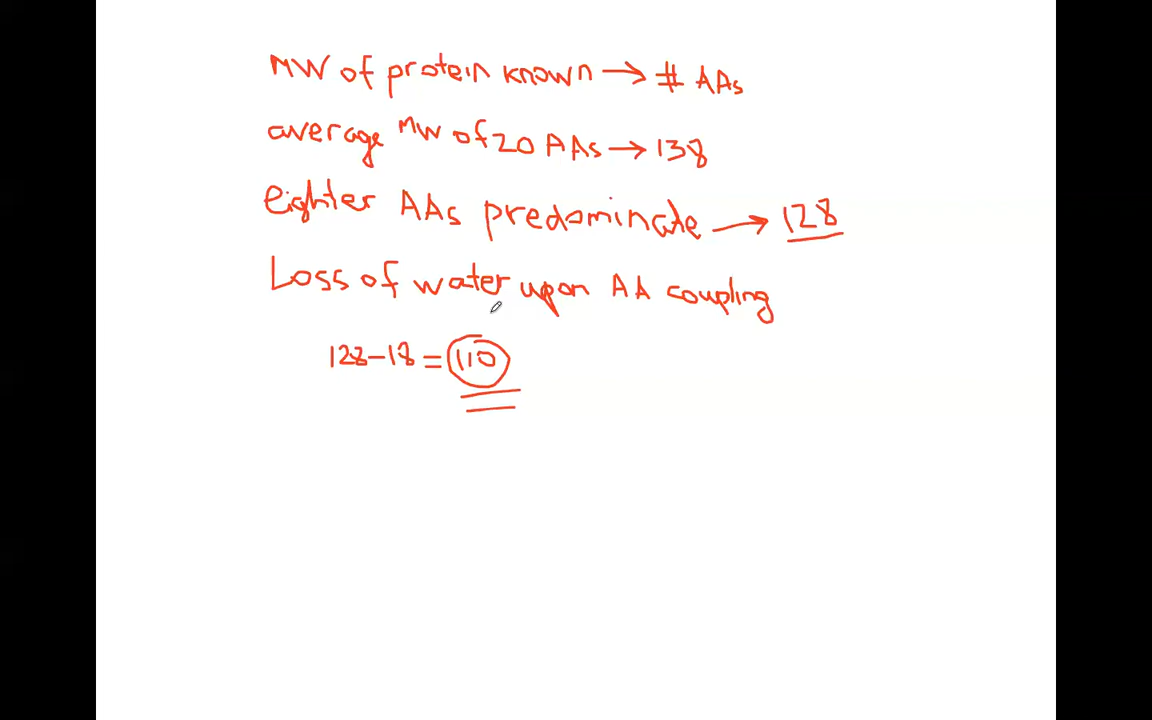 MW of protein known → # AAs
average MW of 20 AAs → 138
eighter AAs predominate → 128
Loss of water upon AA coupling
128-18 = 110